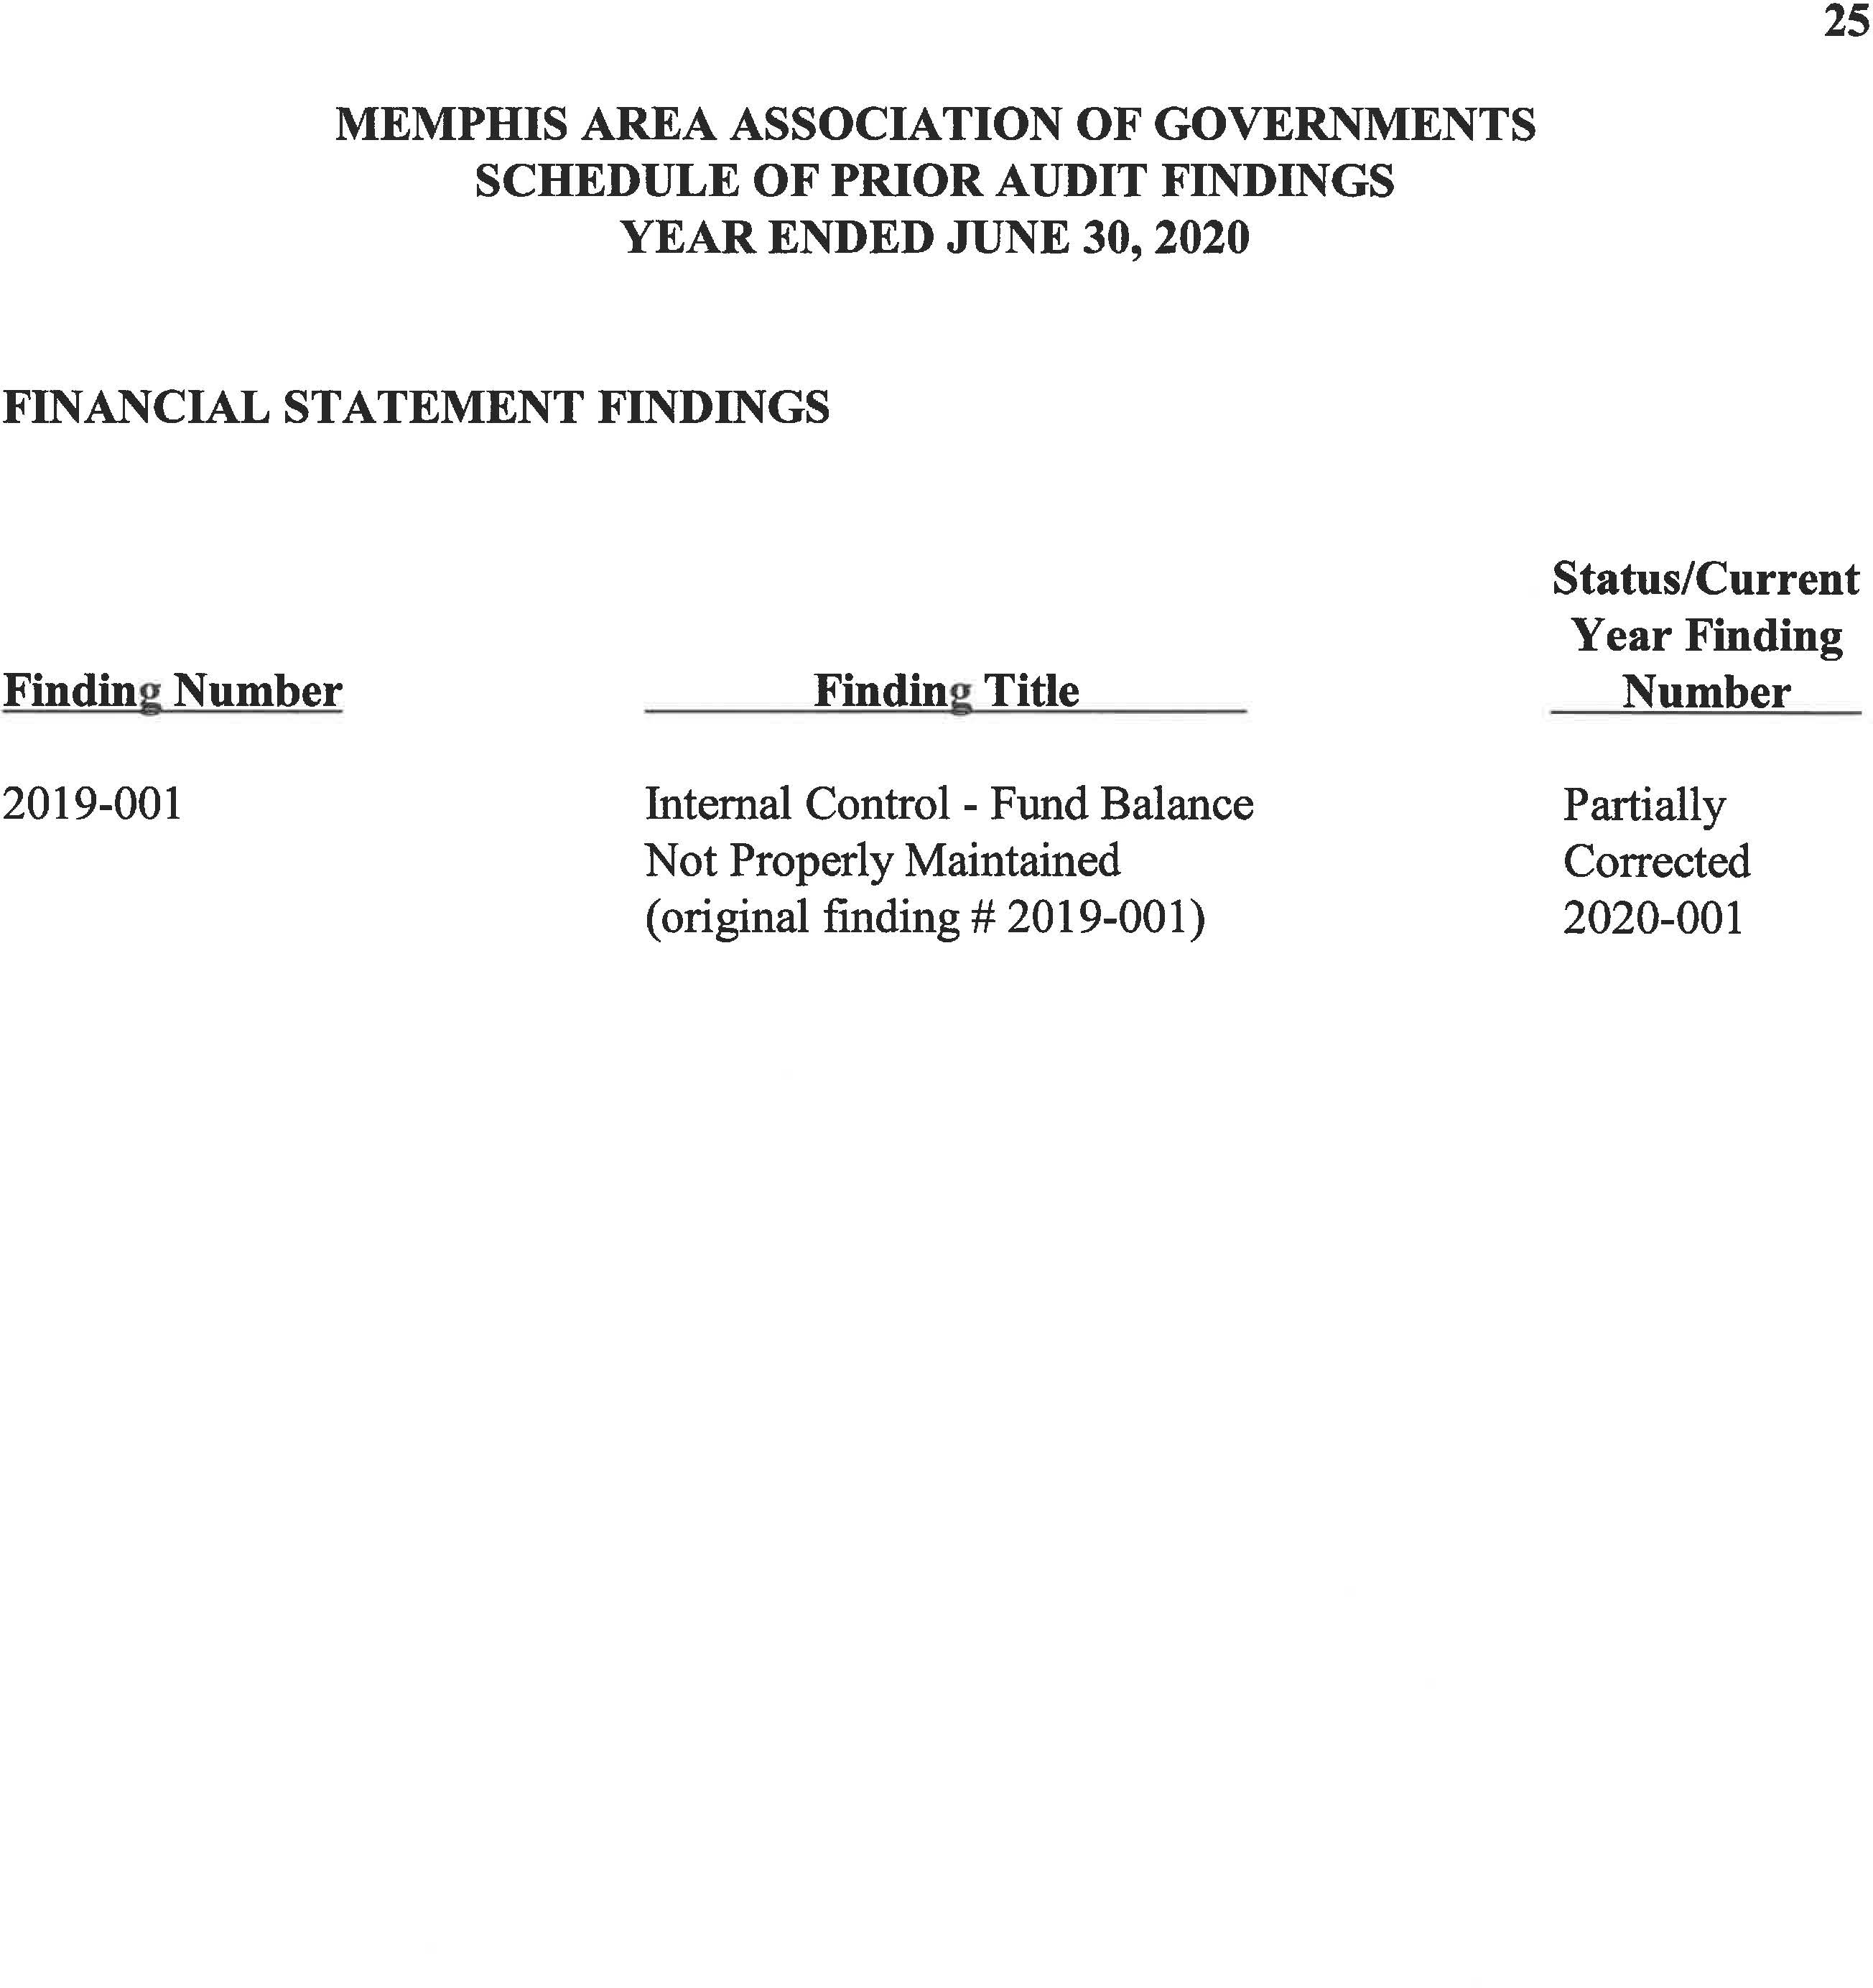 25
MEMPHIS AREA ASSOCIATION OF GOVERNMENTS
SCHEDULE OF PRIOR AUDIT FINDINGS
YEAR ENDED JUNE 30, 2020
FINANCIAL STATEMENT FINDINGS
Status/Current
Year Finding
Finding Number Finding Title Number
2019-001 Internal Control - Fund Balance Partially
Not Properly Maintained Corrected
(original finding # 2019-001) 2020-001